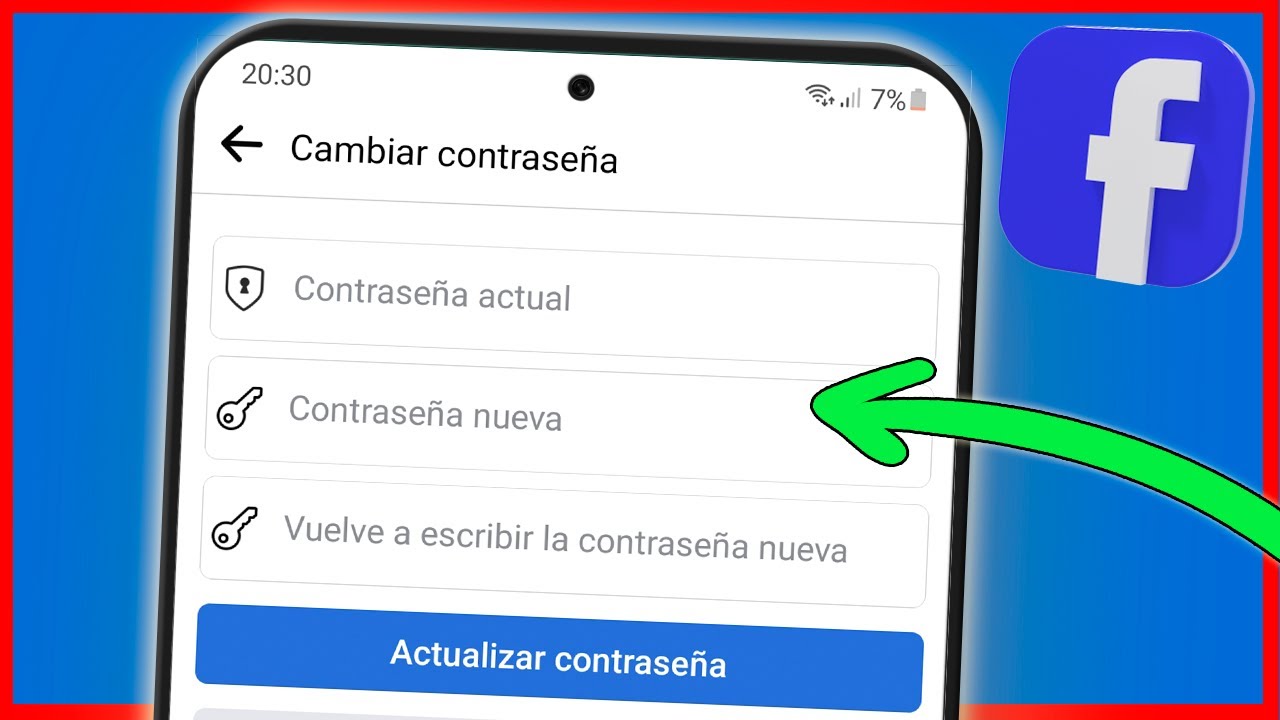 20:30
7%
Cambiar contraseña
Contraseña actual
Contraseña nueva
Vuelve a escribir la contraseña nueva
Actualizar contraseña
f